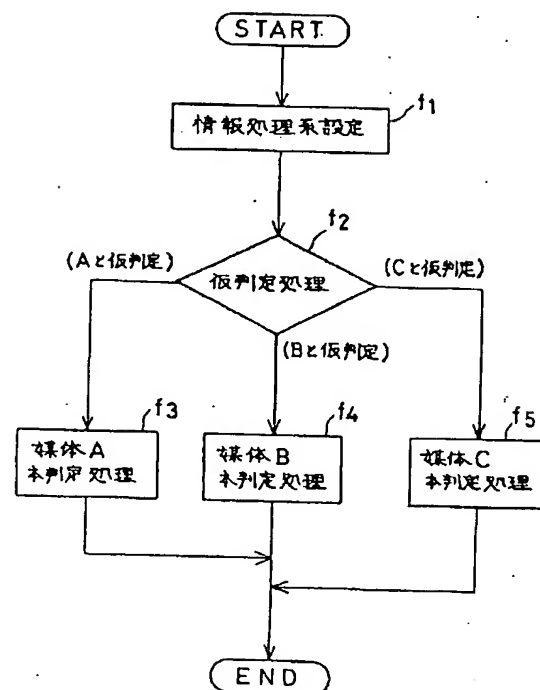 START
f1
情報処理系設定
f2
(Aと仮判定)
仮判定処理
(Cと仮判定)
(Bと仮判定)
f3
f4
f5
媒体A
本判定処理
媒体B
本判定処理
媒体C
本判定処理
END